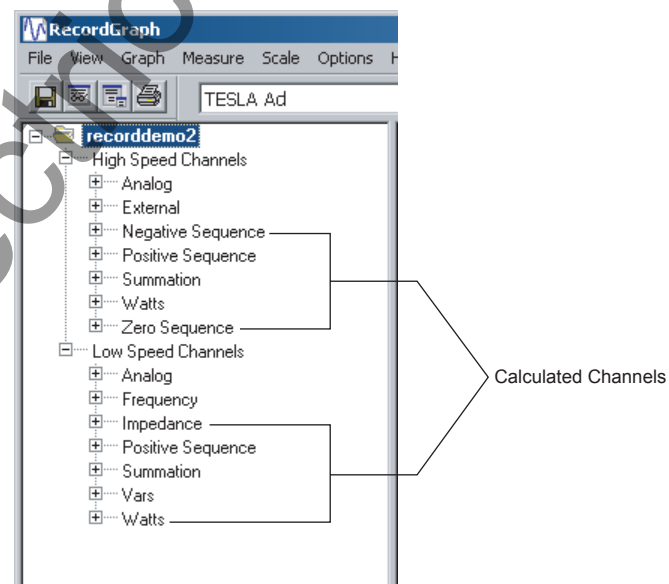 RecordGraph
File View Graph Measure Scale Options H
TESLA Ad
recorddemo2
High Speed Channels
Analog
External
Negative Sequence
Positive Sequence
Summation
Watts
Zero Sequence
Low Speed Channels
Analog
Frequency
Impedance
Positive Sequence
Summation
Vars
Watts
Calculated Channels